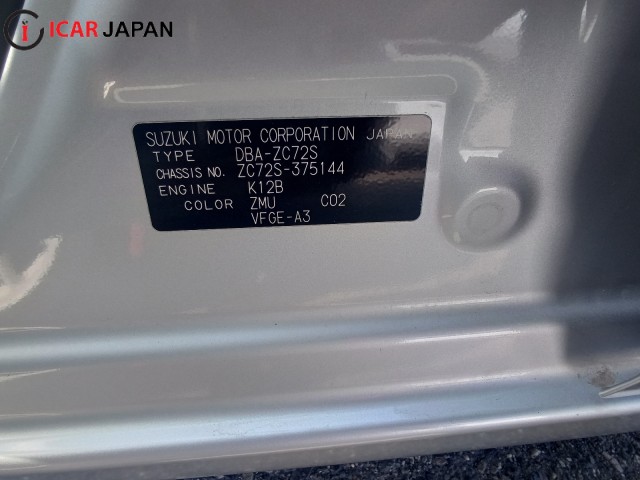 ICAR JAPAN
SUZUKI MOTOR CORPORATION JAPAN
TYPE DBA-ZC72S
CHASSIS NO. ZC72S-375144
ENGINE K12B
COLOR ZMU C02
VFGE-A3